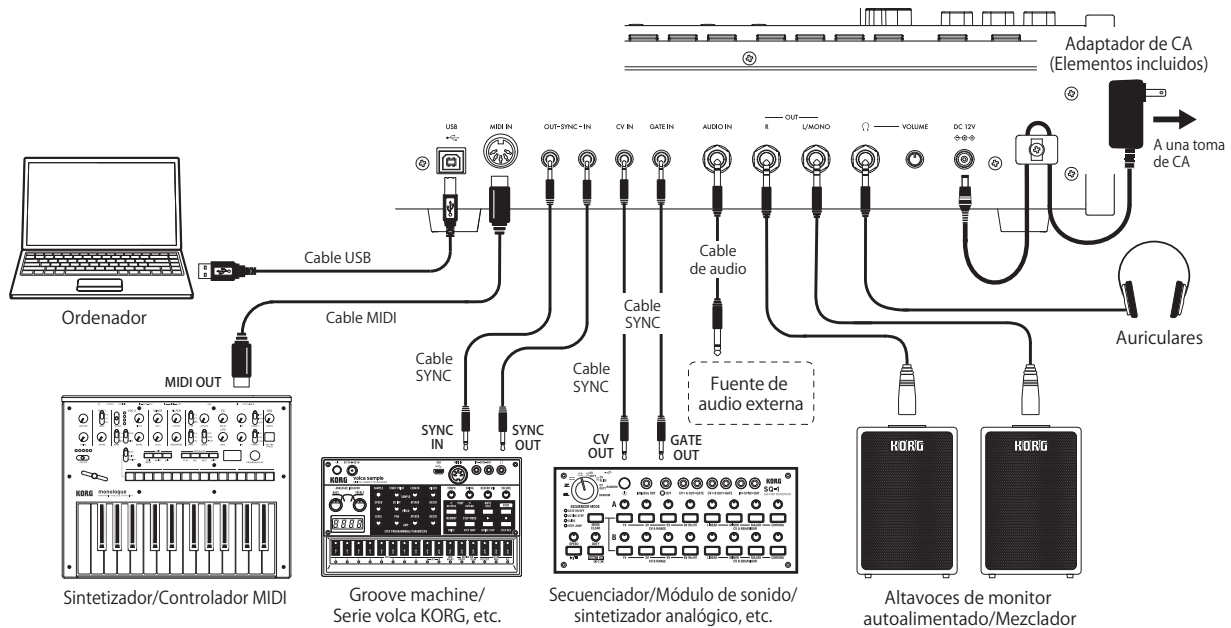 Adaptador de CA
(Elementos incluidos)
USB
MIDI IN
OUT–SYNC–IN
CV IN
GATE IN
AUDIO IN
OUT
R
L/MONO
VOLUME
DC 12V
A una toma
de CA
Cable USB
Cable MIDI
Ordenador
MIDI OUT
Cable
SYNC
Cable
SYNC
Cable
SYNC
Cable
de audio
Fuente de
audio externa
Auriculares
SYNC
IN
SYNC
OUT
CV
OUT
GATE
OUT
KORG
monologue
KORG
volca sample
SQ-1
SEQUENCER MODE
A
B
KORG
KORG
Sintetizador/Controlador MIDI
Groove machine/
Serie volca KORG, etc.
Secuenciador/Módulo de sonido/
sintetizador analógico, etc.
Altavoces de monitor
autoalimentado/Mezclador